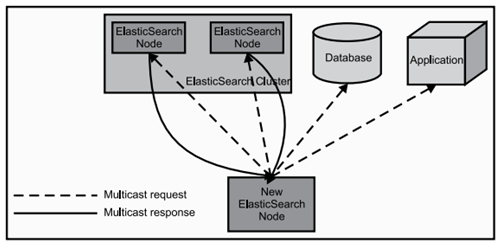 ElasticSearch
Node
ElasticSearch
Node
ElasticSearch Cluster
Database
Application
New
ElasticSearch
Node
Multicast request
Multicast response